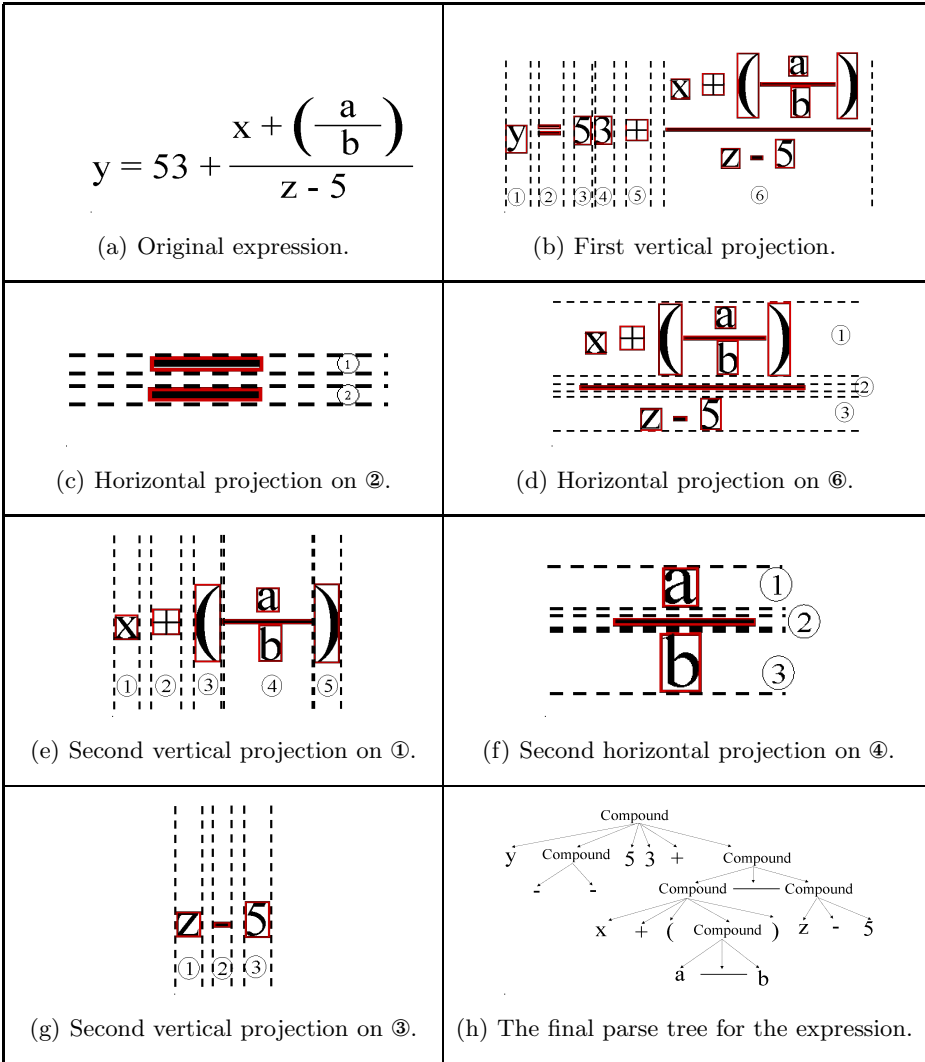 y = 53 + x + ( a / b ) / z - 5
(a) Original expression.
x + ( a
b )
y = 5 3 +
z - 5
① ② ③ ④ ⑤ ⑥
(b) First vertical projection.
①
②
(c) Horizontal projection on ②.
x + ( a
b )
①
②
z - 5
③
(d) Horizontal projection on ⑥.
x + ( a
b )
① ② ③ ④ ⑤
(e) Second vertical projection on ①.
a ①
②
b ③
(f) Second horizontal projection on ④.
z - 5
① ② ③
(g) Second vertical projection on ③.
Compound
y Compound 5 3 + Compound
- - Compound — Compound
x + ( Compound ) z - 5
a — b
(h) The final parse tree for the expression.